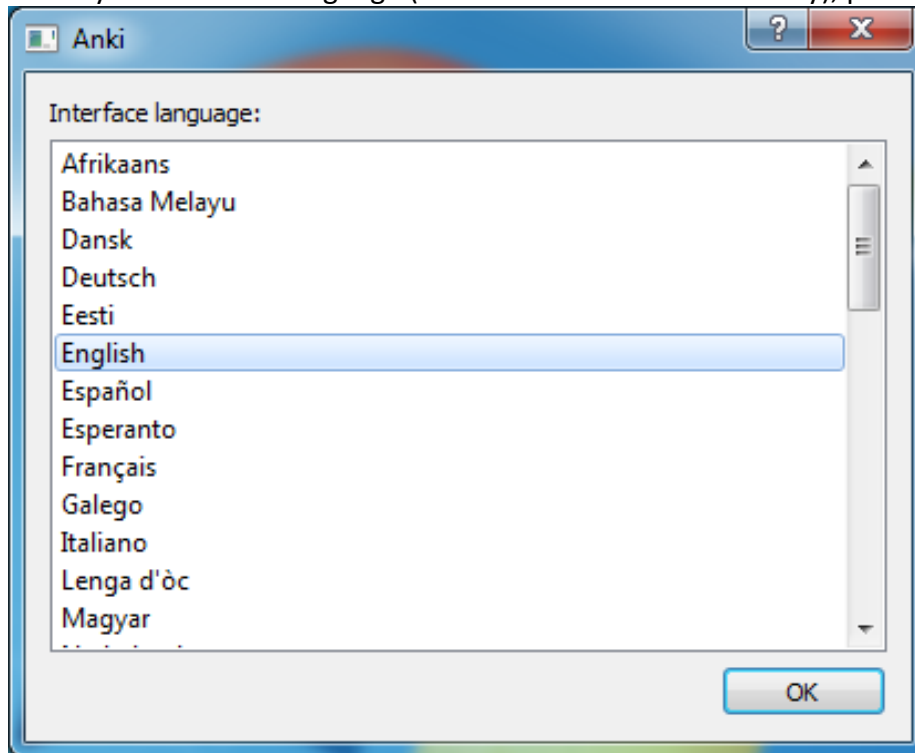 Anki
Interface language:
Afrikaans
Bahasa Melayu
Dansk
Deutsch
Eesti
English
Español
Esperanto
Français
Galego
Italiano
Lenga d'òc
Magyar
OK